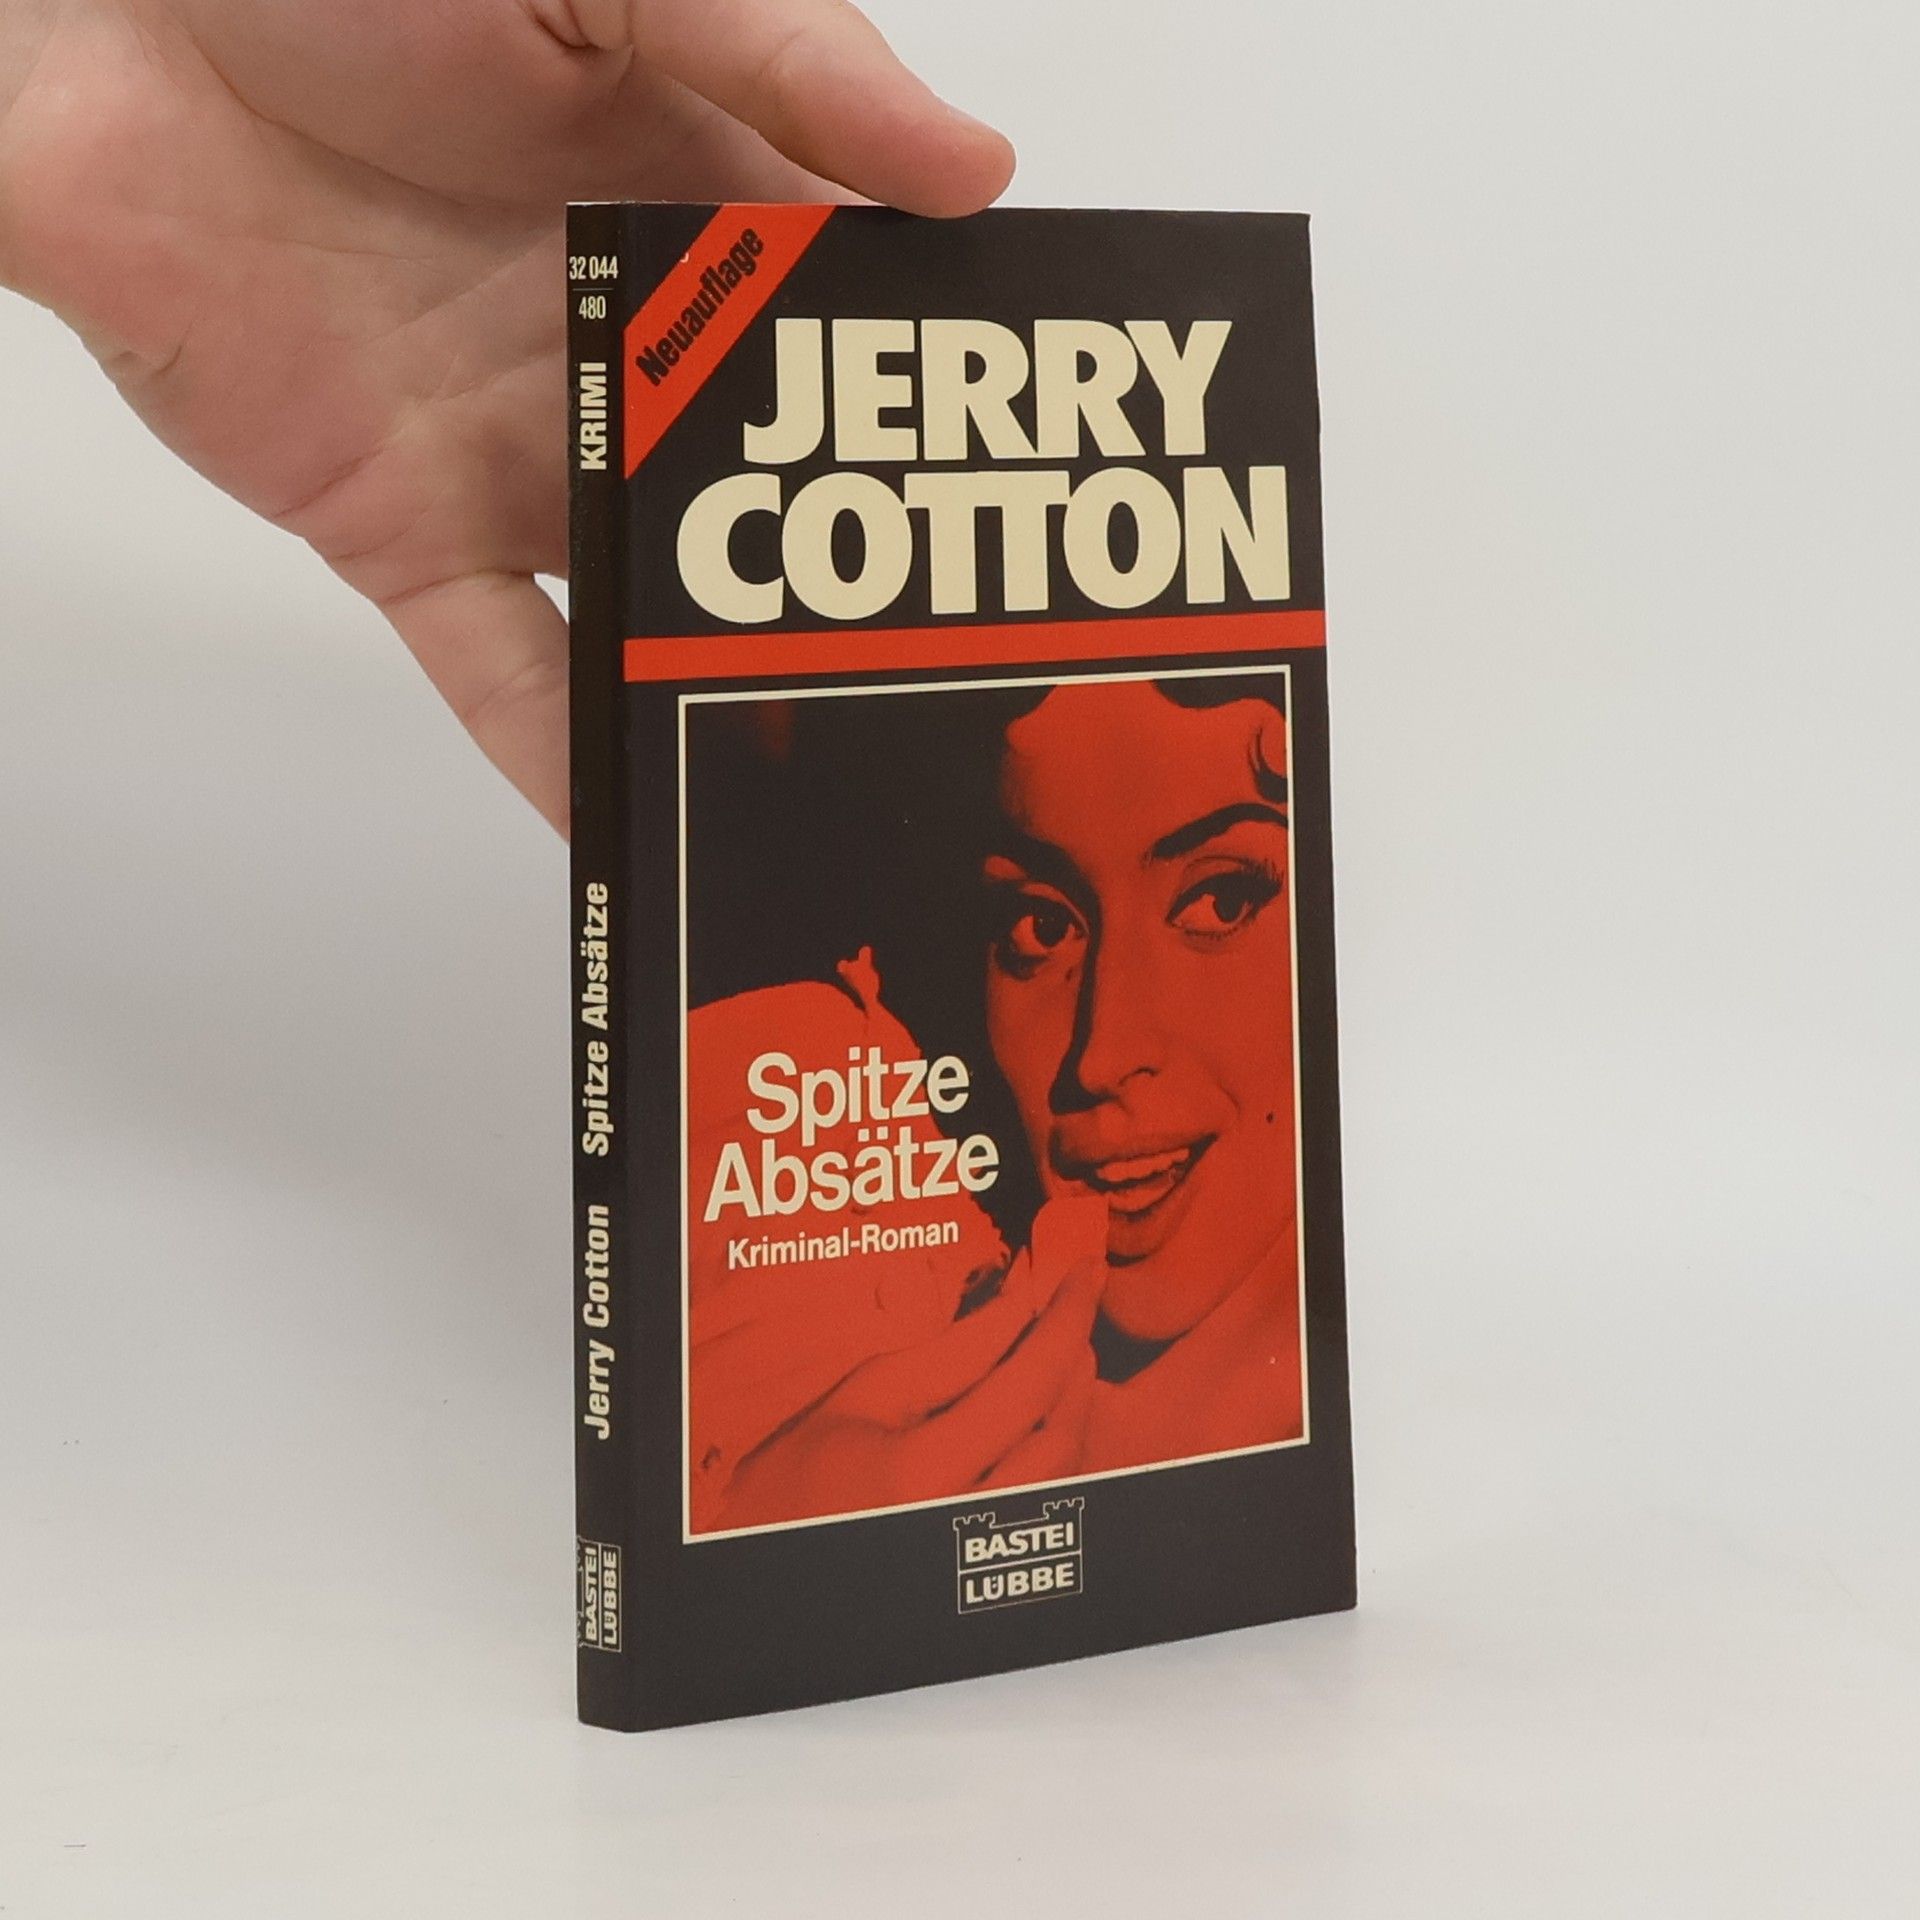 32 044
480
KRIMI
Spitze Absätze
Jerry Cotton
BASTEI
LÜBBE
Neuauflage
JERRY
COTTON
Spitze
Absätze
Kriminal-Roman
BASTEI
LÜBBE